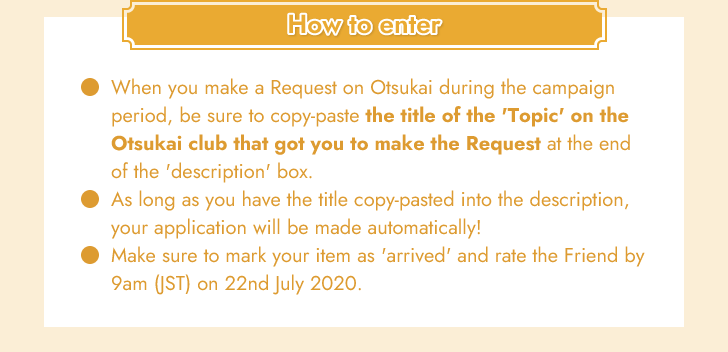 How to enter
● When you make a Request on Otsukai during the campaign
period, be sure to copy-paste the title of the 'Topic' on the
Otsukai club that got you to make the Request at the end
of the 'description' box.
● As long as you have the title copy-pasted into the description,
your application will be made automatically!
● Make sure to mark your item as 'arrived' and rate the Friend by
9am (JST) on 22nd July 2020.